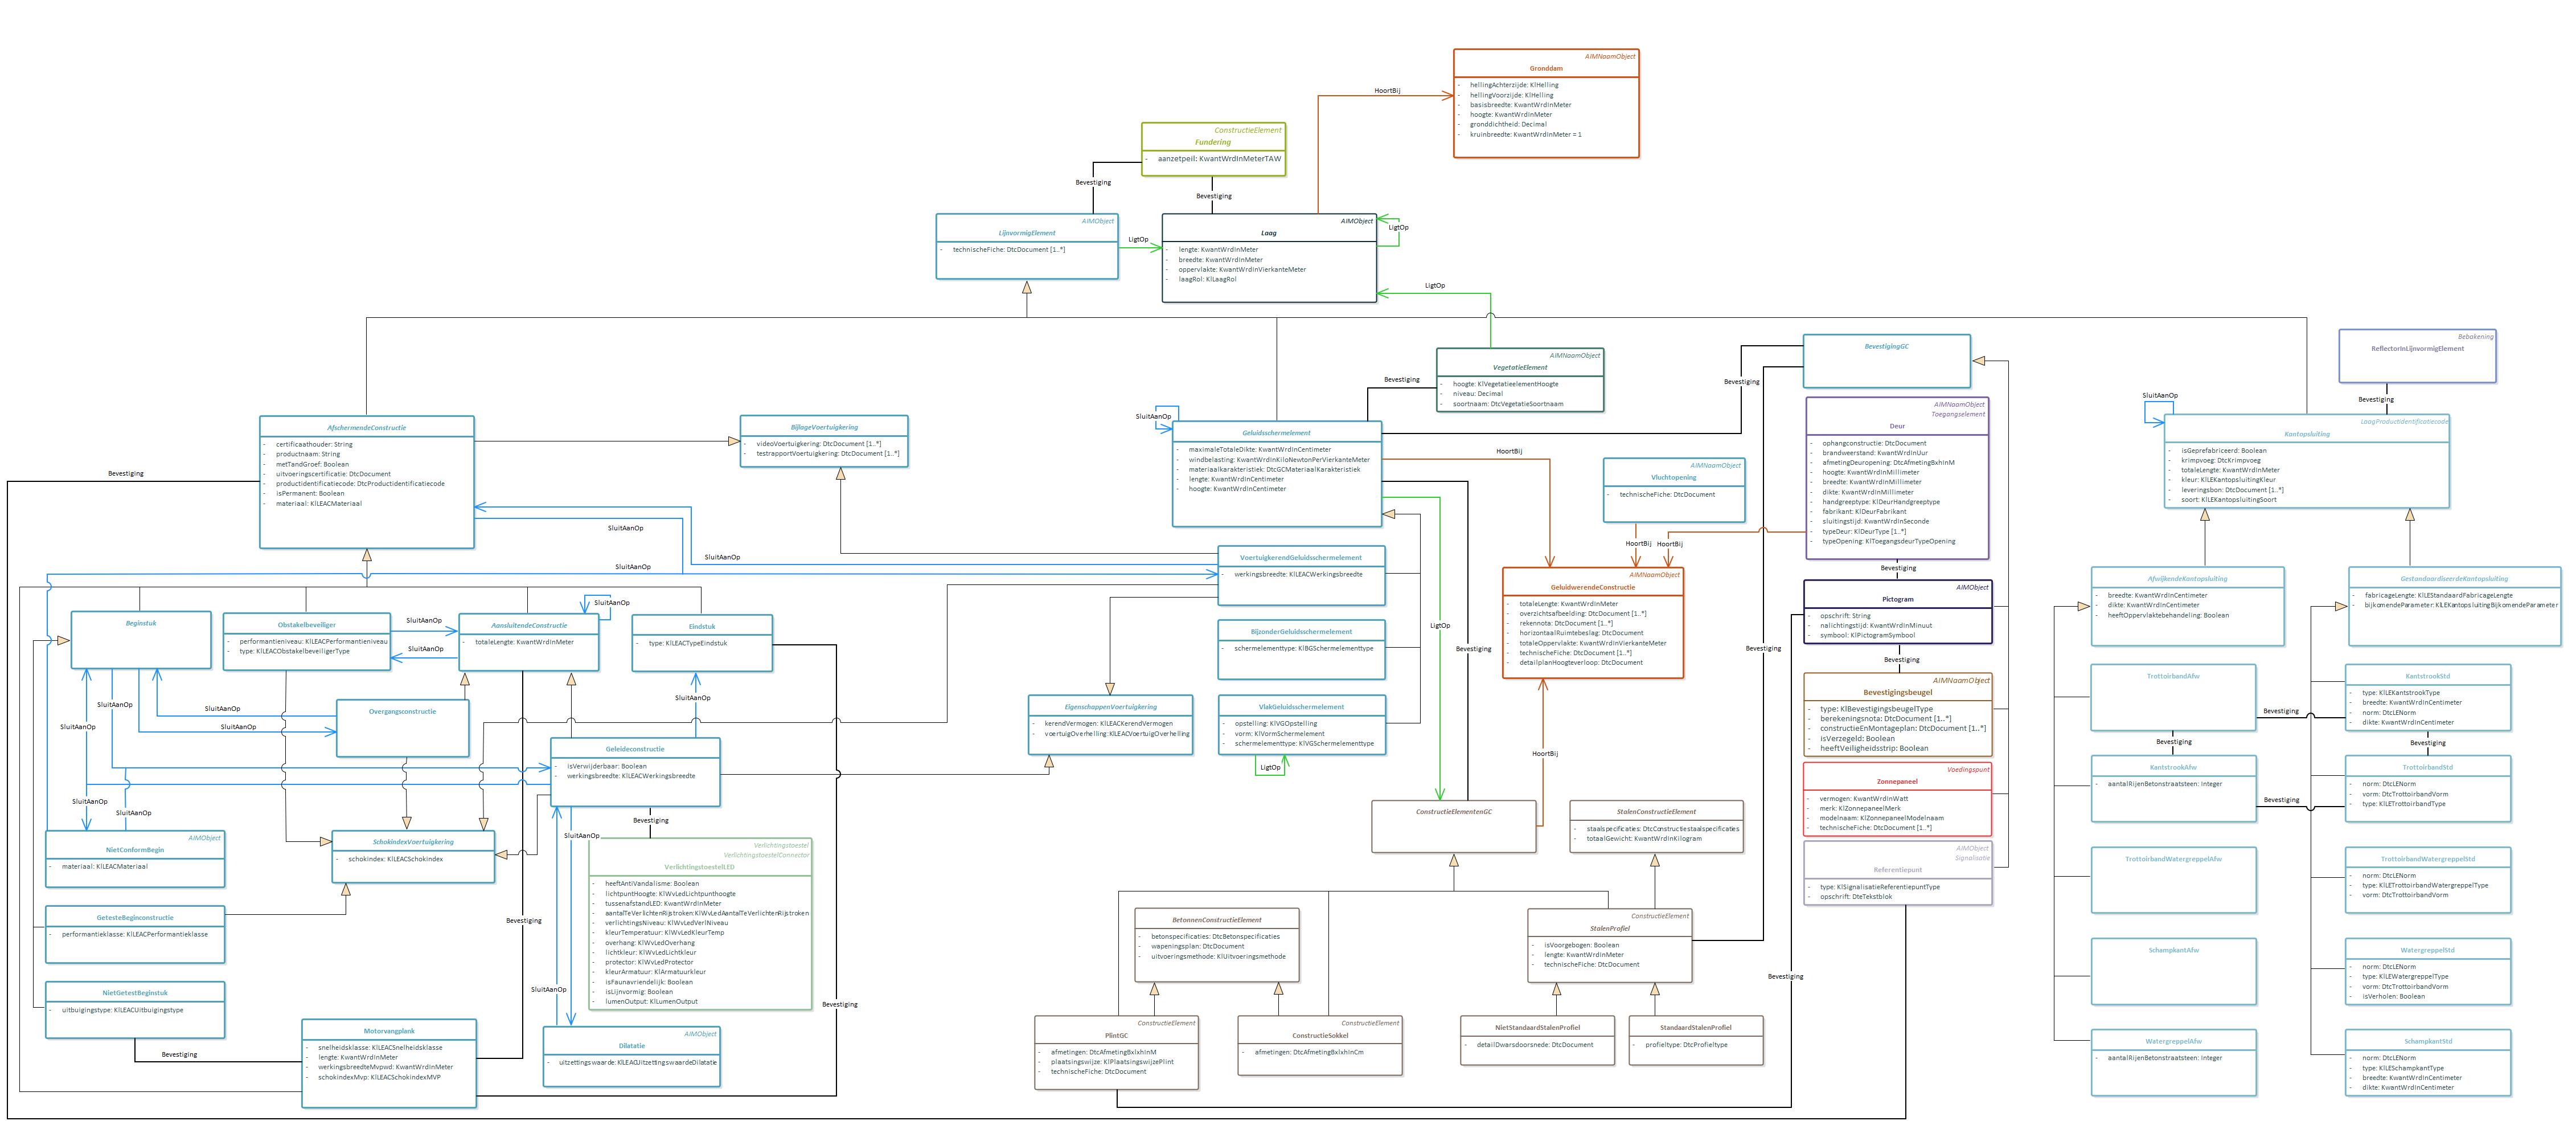 AIMNaamObject
Gronddam
- hellingAchterzijde: KlHelling
- hellingVoorzijde: KlHelling
- basisbreedte: KwantWrdInMeter
- hoogte: KwantWrdInMeter
- gronddichtheid: Decimal
- kruinbreedte: KwantWrdInMeter = 1
HoortBij
ConstructieElement
Fundering
- aanzetpeil: KwantWrdInMeterTAW
Bevestiging
Bevestiging
AIMObject
LijnvormigElement
- technischeFiche: DtcDocument [1..*]
LigtOp
AIMObject
Laag
- lengte: KwantWrdInMeter
- breedte: KwantWrdInMeter
- oppervlakte: KwantWrdInVierkanteMeter
- laagRol: KlLaagRol
LigtOp
LigtOp
AIMNaamObject
VegetatieElement
- hoogte: KlVegetatieelementHoogte
- niveau: Decimal
- soortnaam: DtcVegetatieSoortnaam
Bevestiging
BevestigingGC
Bevestiging
Bebakening
ReflectorInLijnvormigElement
Bevestiging
AfschermendeConstructie
- certificaathouder: String
- productnaam: String
- metTandGroef: Boolean
- uitvoeringscertificatie: DtcDocument
- productidentificatiecode: DtcProductidentificatiecode
- isPermanent: Boolean
- materiaal: KlLEACMateriaal
Bevestiging
BijlageVoertuigkering
- videoVoertuigkering: DtcDocument [1..*]
- testrapportVoertuigkering: DtcDocument [1..*]
SluitAanOp
SluitAanOp
SluitAanOp
SluitAanOp
Geluidsschermelement
- maximaleTotaleDikte: KwantWrdInCentimeter
- windbelasting: KwantWrdInKiloNewtonPerVierkanteMeter
- materiaalkarakteristiek: DtcGCMateriaalKarakteristiek
- lengte: KwantWrdInCentimeter
- hoogte: KwantWrdInCentimeter
HoortBij
AIMNaamObject
Vluchtopening
- technischeFiche: DtcDocument
HoortBij
HoortBij
AIMNaamObject
Toegangselement
Deur
- ophangconstructie: DtcDocument
- brandweerstand: KwantWrdInUur
- afmetingDeuropening: DtcAfmetingBxhInM
- hoogte: KwantWrdInMillimeter
- breedte: KwantWrdInMillimeter
- dikte: KwantWrdInMillimeter
- handgreeptype: KlDeurHandgreeptype
- fabrikant: KlDeurFabrikant
- sluitingstijd: KwantWrdInSeconde
- typeDeur: KlDeurType [1..*]
- typeOpening: KlToegangsdeurTypeOpening
Bevestiging
SluitAanOp
LaagProductIdentificatiecode
Kantopsluiting
- isGeprefabriceerd: Boolean
- krimpvoeg: DtcKrimpvoeg
- totaleLengte: KwantWrdInMeter
- kleur: KlLEKantopsluitingKleur
- leveringsbon: DtcDocument [1..*]
- soort: KlLEKantopsluitingSoort
VoertuigkerendGeluidsschermelement
- werkingsbreedte: KlLEACWerkingsbreedte
BijzonderGeluidsschermelement
- schermelementtype: KlBGSchermelementtype
VlakGeluidsschermelement
- opstelling: KlVGOpstelling
- vorm: KlVormSchermelement
- schermelementtype: KlVGSchermelementtype
LigtOp
LigtOp
Bevestiging
AIMNaamObject
GeluidwerendeConstructie
- totaleLengte: KwantWrdInMeter
- overzichtsafbeelding: DtcDocument [1..*]
- rekennota: DtcDocument [1..*]
- horizontaalRuimtebeslag: DtcDocument
- totaleOppervlakte: KwantWrdInVierkanteMeter
- technischeFiche: DtcDocument [1..*]
- detailplanHoogteverloop: DtcDocument
HoortBij
Bevestiging
AIMObject
Pictogram
- opschrift: String
- nalichtingstijd: KwantWrdInMinuut
- symbool: KlPictogramSymbool
Bevestiging
AIMNaamObject
Bevestigingsbeugel
- type: KlBevestigingsbeugelType
- berekeningsnota: DtcDocument [1..*]
- constructieEnMontageplan: DtcDocument [1..*]
- isVerzegeld: Boolean
- heeftVeiligheidsstrip: Boolean
Voedingspunt
Zonnepaneel
- vermogen: KwantWrdInWatt
- merk: KlZonnepaneelMerk
- modelnaam: KlZonnepaneelModelnaam
- technischeFiche: DtcDocument [1..*]
AIMObject
Signalisatie
Referentiepunt
- type: KlSignalisatieReferentiepuntType
- opschrift: DteTekstblok
Bevestiging
AfwijkendeKantopsluiting
- breedte: KwantWrdInCentimeter
- dikte: KwantWrdInCentimeter
- heeftOppervlaktebehandeling: Boolean
GestandaardiseerdeKantopsluiting
- fabricageLengte: KlLEStandaardFabricageLengte
- bijkomendeParameter: KlLEKantopsluitingBijkomendeParameter
TrottoirbandAfw
Bevestiging
Bevestiging
KantstrookStd
- type: KlLEKantstrookType
- breedte: KwantWrdInCentimeter
- norm: DtcLENorm
- dikte: KwantWrdInCentimeter
Bevestiging
KantstrookAfw
- aantalRijenBetonstraatsteen: Integer
Bevestiging
TrottoirbandStd
- norm: DtcLENorm
- vorm: DtcTrottoirbandVorm
- type: KlLETrottoirbandType
TrottoirbandWatergreppelAfw
TrottoirbandWatergreppelStd
- norm: DtcLENorm
- type: KlLETrottoirbandWatergreppelType
- vorm: DtcTrottoirbandVorm
SchampkantAfw
WatergreppelStd
- norm: DtcLENorm
- type: KlLEWatergreppelType
- vorm: DtcTrottoirbandVorm
- isVerholen: Boolean
WatergreppelAfw
- aantalRijenBetonstraatsteen: Integer
SchampkantStd
- norm: DtcLENorm
- type: KlLESchampkantType
- breedte: KwantWrdInCentimeter
- dikte: KwantWrdInCentimeter
Beginstuk
Obstakelbeveiliger
- performantieniveau: KlLEACPerformantieniveau
- type: KlLEACObstakelbeveiligerType
SluitAanOp
SluitAanOp
AansluitendeConstructie
- totaleLengte: KwantWrdInMeter
SluitAanOp
Eindstuk
- type: KlLEACTypeEindstuk
SluitAanOp
SluitAanOp
SluitAanOp
SluitAanOp
SluitAanOp
Overgangsconstructie
Geleideconstructie
- isVerwijderbaar: Boolean
- werkingsbreedte: KlLEACWerkingsbreedte
EigenschappenVoertuigkering
- kerendVermogen: KlLEACKerendVermogen
- voertuigOverhelling: KlLEACVoertuigOverhelling
SluitAanOp
SluitAanOp
SluitAanOp
Bevestiging
AIMObject
NietConformBegin
- materiaal: KlLEACMateriaal
SchokindexVoertuigkering
- schokindex: KlLEACSchokindex
GetesteBeginconstructie
- performantieklasse: KlLEACPerformantieklasse
NietGetestBeginstuk
- uitbuigingstype: KlLEACUitbuigingstype
Bevestiging
Motorvangplank
- snelheidsklasse: KlLEACSnelheidsklasse
- lengte: KwantWrdInMeter
- werkingsbreedteMvpwd: KwantWrdInMeter
- schokindexMvp: KlLEACSchokindexMVP
Bevestiging
SluitAanOp
Bevestiging
Verlichtingstoestel
VerlichtingstoestelConnector
VerlichtingstoestelLED
- heeftAntiVandalisme: Boolean
- lichtpuntHoogte: KlWvLedLichtpunthoogte
- tussenafstandLED: KwantWrdInMeter
- aantalTeVerlichtenRijstroken: KlWvLedAantalTeVerlichtenRijstroken
- verlichtingsNiveau: KlWvLedVerlNiveau
- kleurTemperatuur: KlWvLedKleurTemp
- overhang: KlWvLedOverhang
- lichtkleur: KlWvLedLichtkleur
- protector: KlWvLedProtector
- kleurArmatuur: KlArmatuurkleur
- isFaunavriendelijk: Boolean
- isLijnvormig: Boolean
- lumenOutput: KlLumenOutput
AIMObject
Dilatatie
- uitzettingswaarde: KlLEACUitzettingswaardeDilatatie
ConstructieElementenGC
StalenConstructieElement
- staalspecificaties: DtcConstructiestaalspecificaties
- totaalGewicht: KwantWrdInKilogram
BetonnenConstructieElement
- betonspecificaties: DtcBetonspecificaties
- wapeningsplan: DtcDocument
- uitvoeringsmethode: KlUitvoeringsmethode
ConstructieElement
StalenProfiel
- isVoorgebogen: Boolean
- lengte: KwantWrdInMeter
- technischeFiche: DtcDocument
ConstructieElement
PlintGC
- afmetingen: DtcAfmetingBxlxhInM
- plaatsingswijze: KlPlaatsingswijzePlint
- technischeFiche: DtcDocument
ConstructieElement
ConstructieSokkel
- afmetingen: DtcAfmetingBxlxhInCm
NietStandaardStalenProfiel
- detailDwarsdoorsnede: DtcDocument
StandaardStalenProfiel
- profieltype: DtcProfieltype